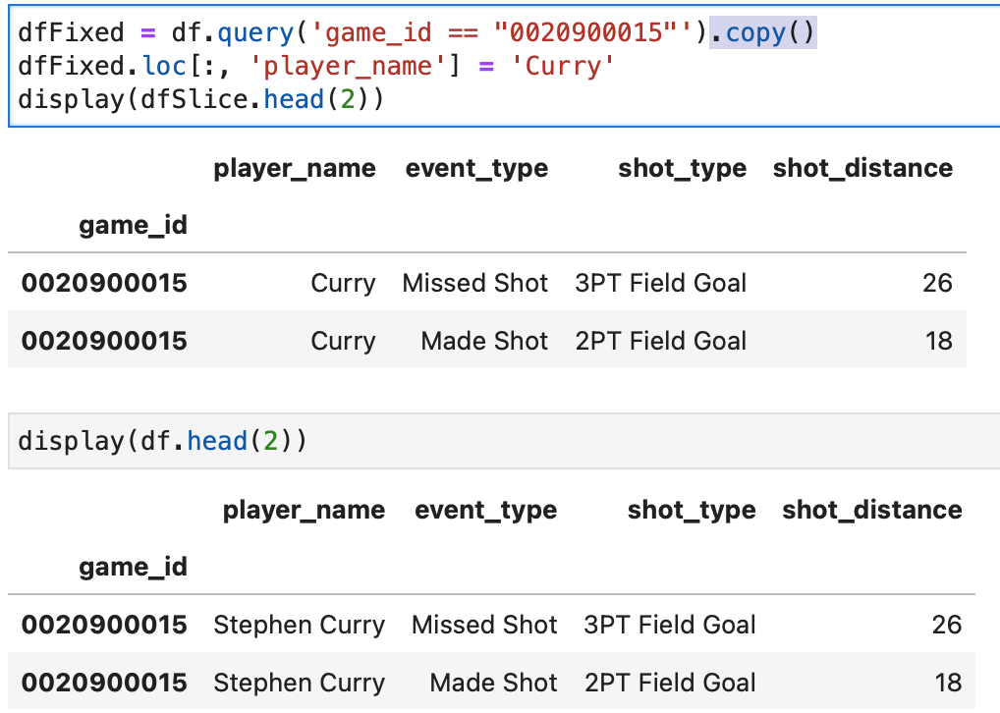 dfFixed = df.query('game_id == "0020900015"').copy()
dfFixed.loc[:, 'player_name'] = 'Curry'
display(dfSlice.head(2))
player_name event_type shot_type shot_distance
game_id
0020900015 Curry Missed Shot 3PT Field Goal 26
0020900015 Curry Made Shot 2PT Field Goal 18
display(df.head(2))
player_name event_type shot_type shot_distance
game_id
0020900015 Stephen Curry Missed Shot 3PT Field Goal 26
0020900015 Stephen Curry Made Shot 2PT Field Goal 18